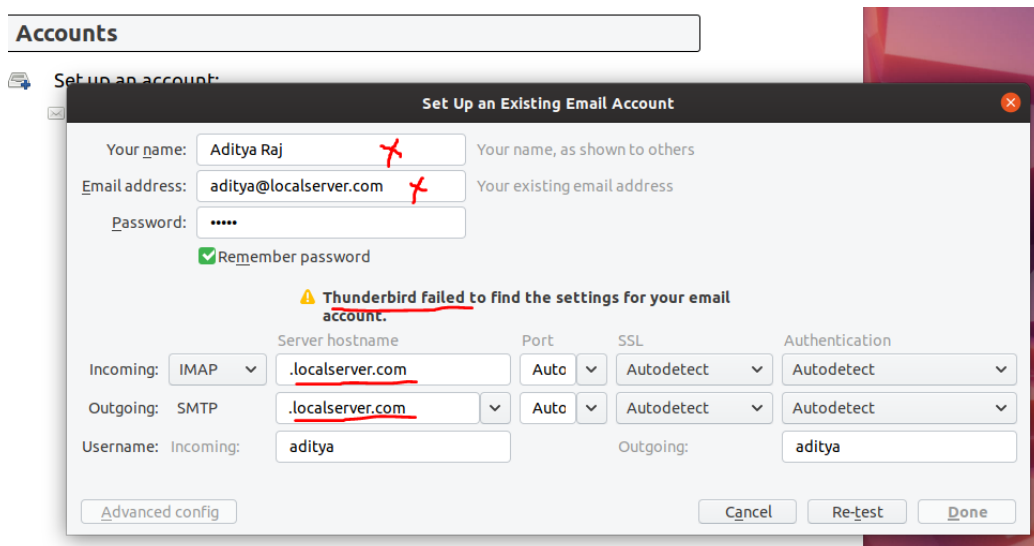 Accounts
Set up an account:
Set Up an Existing Email Account
Your name: Aditya Raj Your name, as shown to others
Email address: aditya@localserver.com Your existing email address
Password: •••••
Remember password
Thunderbird failed to find the settings for your email
account.
Server hostname Port SSL Authentication
Incoming: IMAP .localserver.com Auto Autodetect Autodetect
Outgoing: SMTP .localserver.com Auto Autodetect Autodetect
Username: Incoming: aditya Outgoing: aditya
Advanced config Cancel Re-test Done